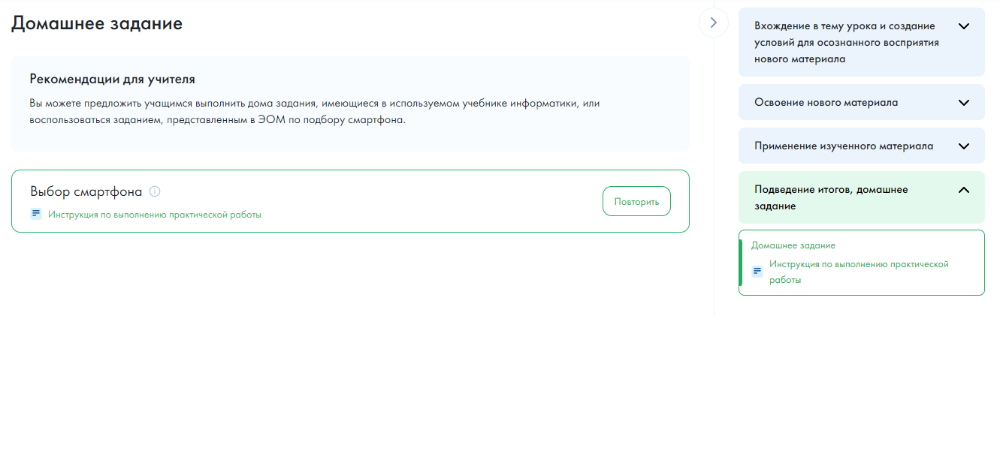 Домашнее задание
Рекомендации для учителя
Вы можете предложить учащимся выполнить дома задания, имеющиеся в используемом учебнике информатики, или
воспользоваться заданием, представленным в ЭОМ по подбору смартфона.
Выбор смартфона
Инструкция по выполнению практической работы
Повторить
Вхождение в тему урока и создание
условий для осознанного восприятия
нового материала
Освоение нового материала
Применение изученного материала
Подведение итогов, домашнее
задание
Домашнее задание
Инструкция по выполнению практической
работы